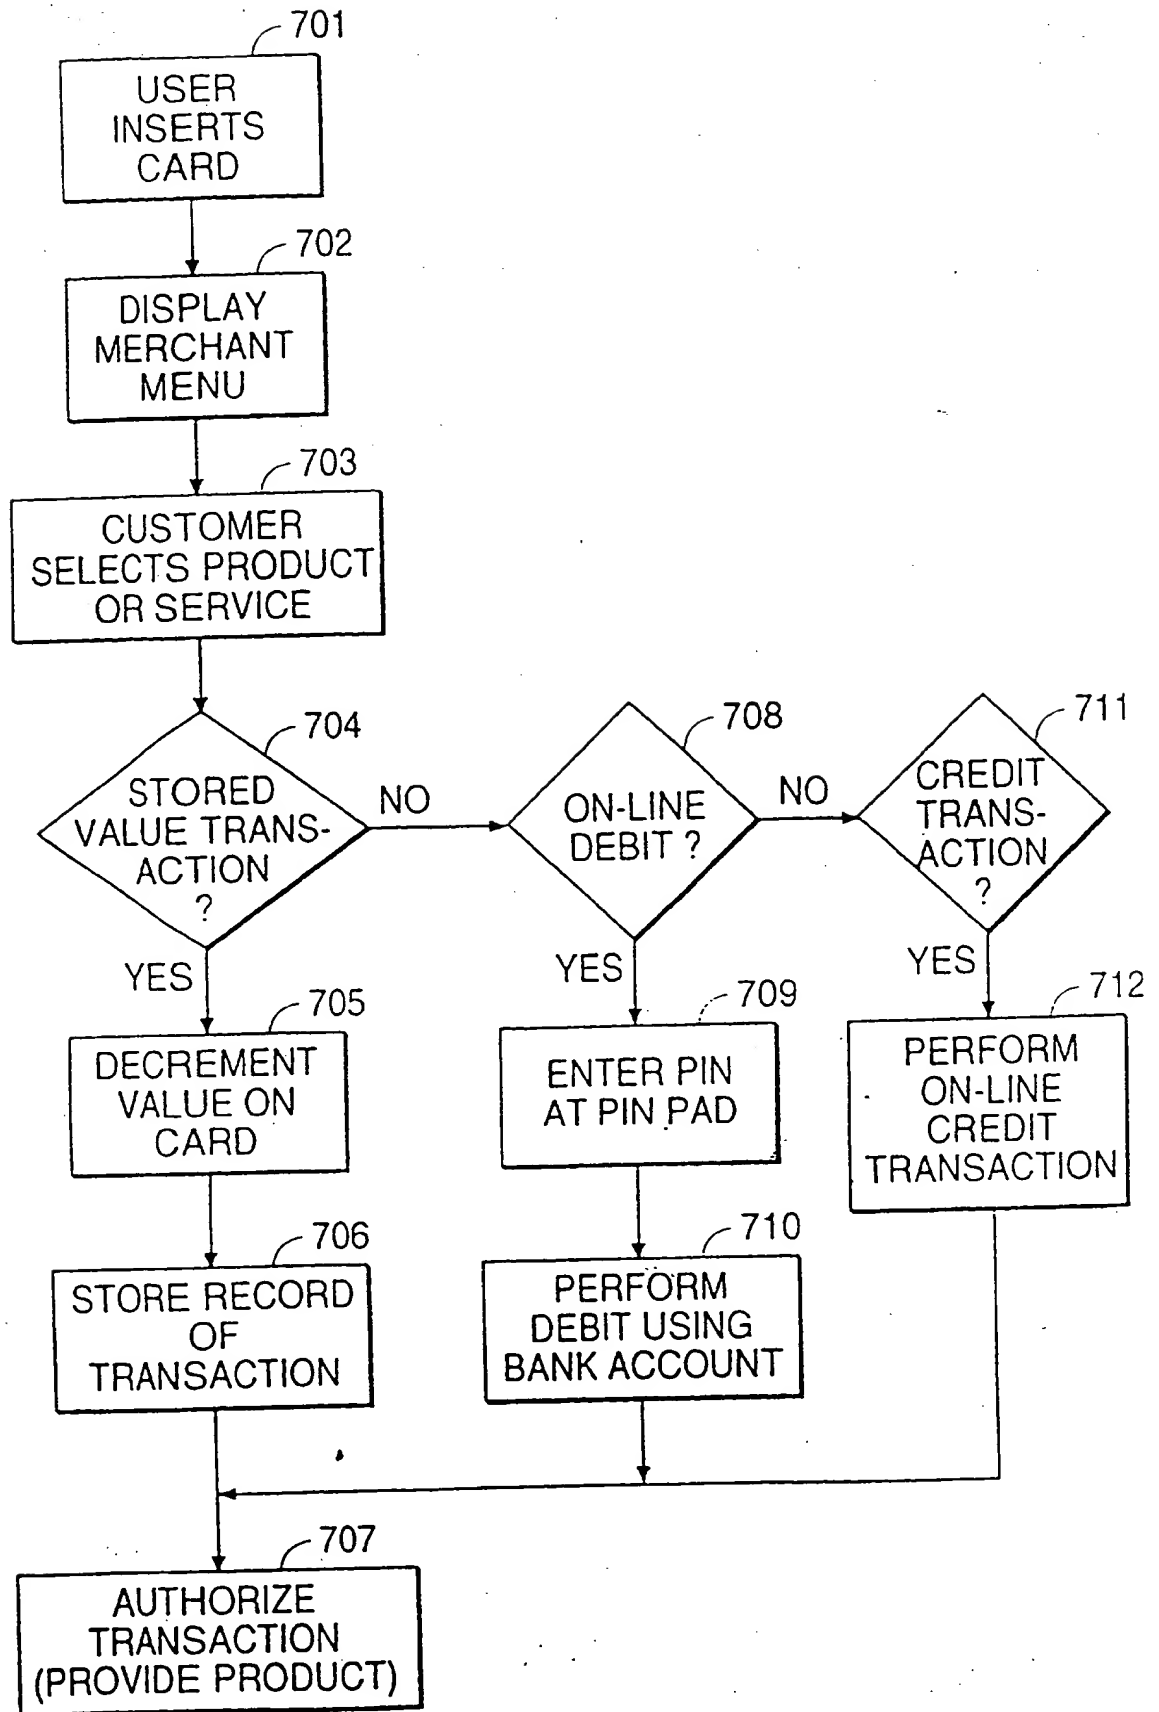 701
USER
INSERTS
CARD
702
DISPLAY
MERCHANT
MENU
703
CUSTOMER
SELECTS PRODUCT
OR SERVICE
704
STORED
VALUE TRANS-
ACTION
?
NO
YES
708
ON-LINE
DEBIT ?
NO
YES
711
CREDIT
TRANS-
ACTION
?
YES
705
DECREMENT
VALUE ON
CARD
709
ENTER PIN
AT PIN PAD
712
PERFORM
ON-LINE
CREDIT
TRANSACTION
706
STORE RECORD
OF
TRANSACTION
710
PERFORM
DEBIT USING
BANK ACCOUNT
707
AUTHORIZE
TRANSACTION
(PROVIDE PRODUCT)